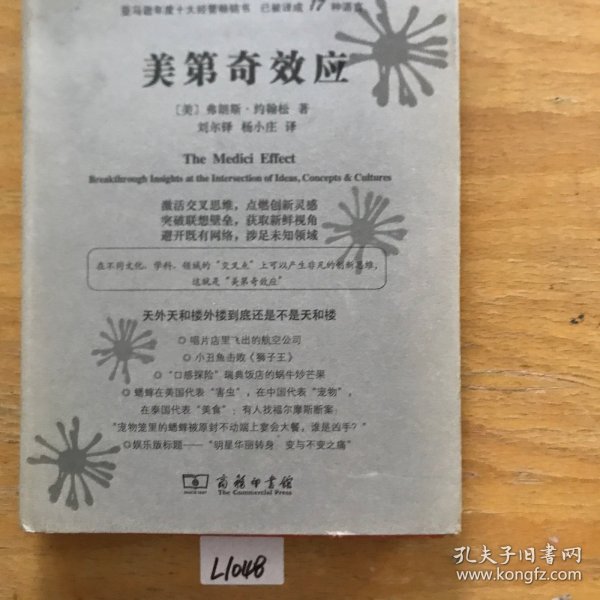 亚马逊年度十大经管畅销书 已被译成 17 种语言
美第奇效应
［美］弗朗斯·约翰松 著
刘尔铎 杨小庄 译
The Medici Effect
Breakthrough Insights at the Intersection of Ideas, Concepts & Cultures
激活交叉思维，点燃创新灵感
突破联想壁垒，获取新鲜视角
避开既有网络，涉足未知领域
在不同文化、学科、领域的“交叉点”上可以产生非凡的创新思维，
这就是“美第奇效应”
天外天和楼外楼到底还是不是天和楼
◎ 唱片店里飞出的航空公司
◎ 小丑鱼击败《狮子王》
◎ “口感探险”瑞典饭店的蜗牛炒芒果
◎ 蟋蟀在美国代表“害虫”，在中国代表“宠物”，
在泰国代表“美食”；有人找福尔摩斯断案：
“宠物笼里的蟋蟀被原封不动端上宴会大餐，谁是凶手？”
◎ 娱乐版标题——“明星华丽转身 变与不变之痛”
商务印书馆
The Commercial Press
L1048
孔夫子旧书网
www.kongfz.com